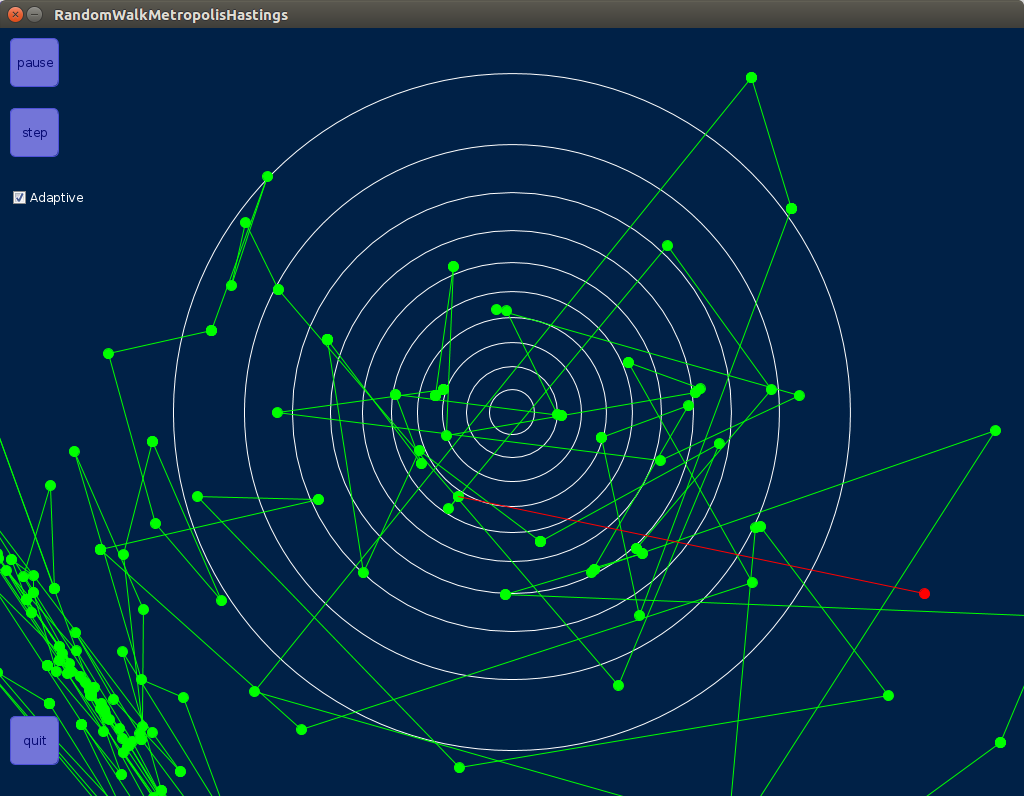 RandomWalkMetropolisHastings
pause
step
Adaptive
quit